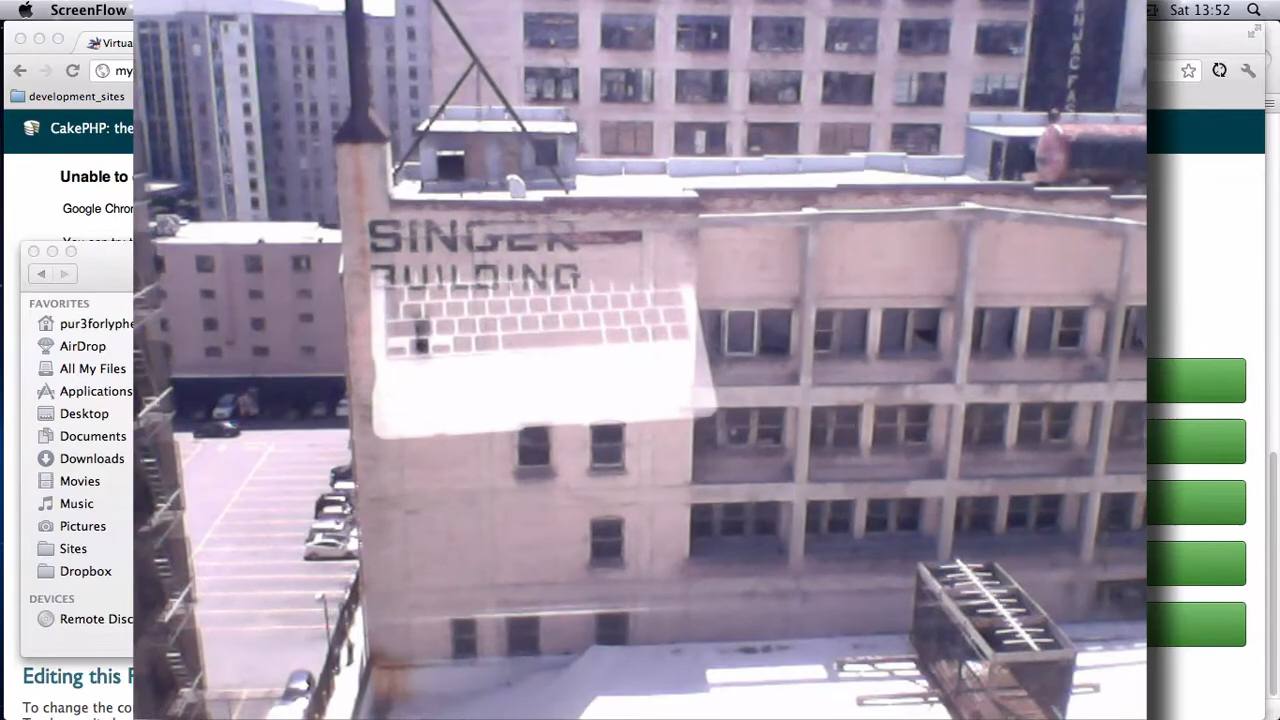 ScreenFlow
Sat 13:52
Virtua
my
development_sites
CakePHP: the
Unable to
Google Chron
FAVORITES
pur3forlyphe
AirDrop
All My Files
Applications
Desktop
Documents
Downloads
Movies
Music
Pictures
Sites
Dropbox
DEVICES
Remote Disc
Editing this
To change the co
SINGER
BUILDING